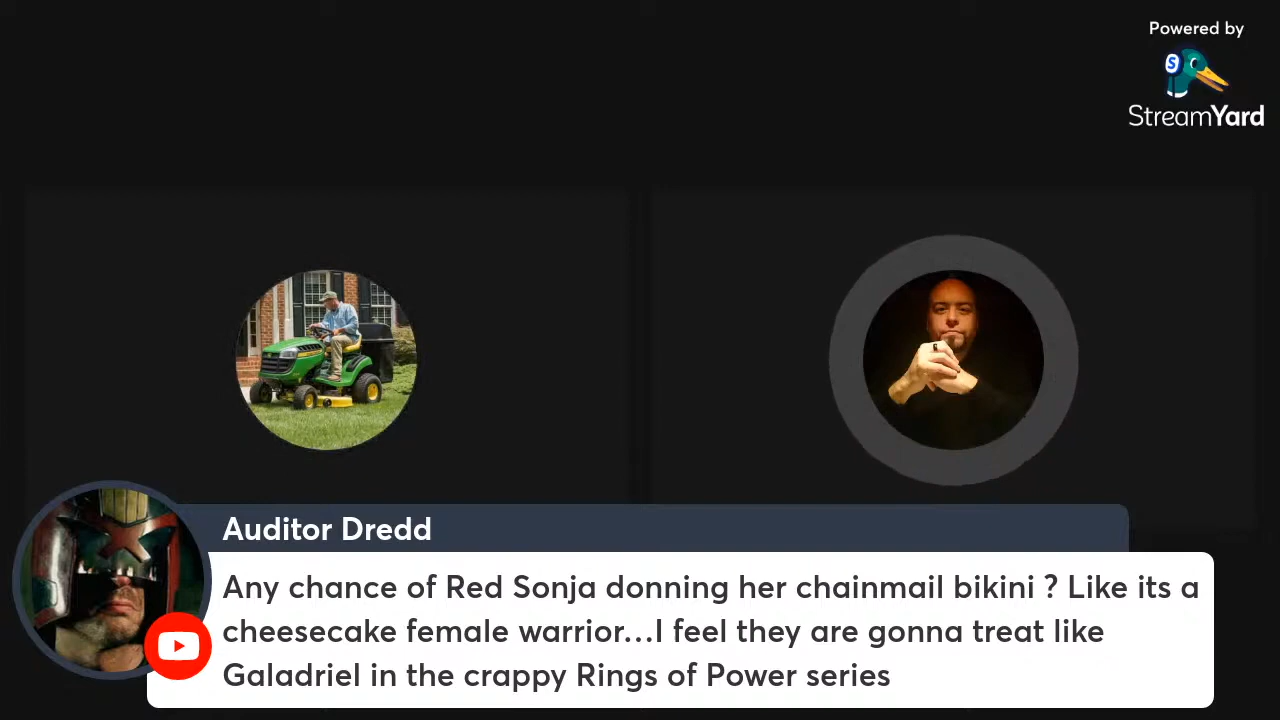 Powered by
S
StreamYard
Auditor Dredd
Any chance of Red Sonja donning her chainmail bikini ? Like its a
cheesecake female warrior...I feel they are gonna treat like
Galadriel in the crappy Rings of Power series